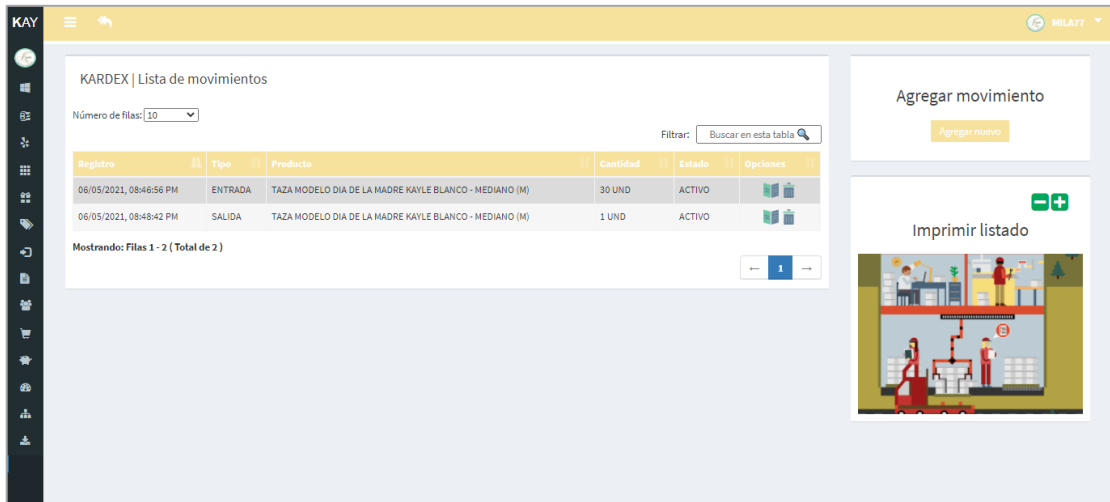 KAY
MILA77
KARDEX | Lista de movimientos
Número de filas: 10
Filtrar: Buscar en esta tabla
Registro Tipo Producto Cantidad Estado Opciones
06/05/2021, 08:46:56 PM ENTRADA TAZA MODELO DIA DE LA MADRE KAYLE BLANCO - MEDIANO (M) 30 UND ACTIVO
06/05/2021, 08:48:42 PM SALIDA TAZA MODELO DIA DE LA MADRE KAYLE BLANCO - MEDIANO (M) 1 UND ACTIVO
Mostrando: Filas 1 - 2 ( Total de 2 )
← 1 →
Agregar movimiento
Agregar nuevo
Imprimir listado